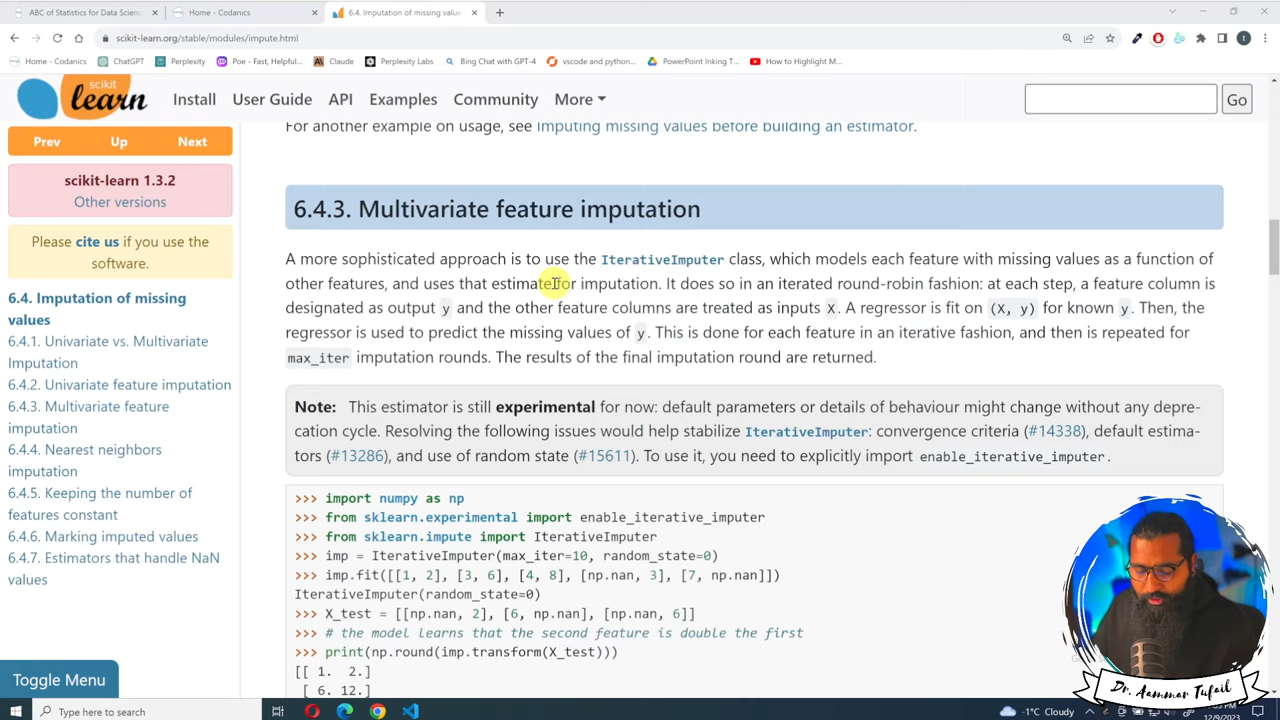 ABC of Statistics for Data Scienc
Home - Codanics
6.4. Imputation of missing value
scikit-learn.org/stable/modules/impute.html
Home - Codanics
ChatGPT
Perplexity
Poe - Fast, Helpful...
Claude
Perplexity Labs
Bing Chat with GPT-4
vscode and python...
PowerPoint Inking T...
How to Highlight M...
scikit
learn
Install
User Guide
API
Examples
Community
More
Go
Prev
Up
Next
scikit-learn 1.3.2
Other versions
Please cite us if you use the
software.
6.4. Imputation of missing
values
6.4.1. Univariate vs. Multivariate
Imputation
6.4.2. Univariate feature imputation
6.4.3. Multivariate feature
imputation
6.4.4. Nearest neighbors
imputation
6.4.5. Keeping the number of
features constant
6.4.6. Marking imputed values
6.4.7. Estimators that handle NaN
values
Toggle Menu
For another example on usage, see Imputing missing values before building an estimator.
6.4.3. Multivariate feature imputation
A more sophisticated approach is to use the IterativeImputer class, which models each feature with missing values as a function of
other features, and uses that estimate for imputation. It does so in an iterated round-robin fashion: at each step, a feature column is
designated as output y and the other feature columns are treated as inputs X. A regressor is fit on (X, y) for known y. Then, the
regressor is used to predict the missing values of y. This is done for each feature in an iterative fashion, and then is repeated for
max_iter imputation rounds. The results of the final imputation round are returned.
Note: This estimator is still experimental for now: default parameters or details of behaviour might change without any depre-
cation cycle. Resolving the following issues would help stabilize IterativeImputer: convergence criteria (#14338), default estima-
tors (#13286), and use of random state (#15611). To use it, you need to explicitly import enable_iterative_imputer.
>>> import numpy as np
>>> from sklearn.experimental import enable_iterative_imputer
>>> from sklearn.impute import IterativeImputer
>>> imp = IterativeImputer(max_iter=10, random_state=0)
>>> imp.fit([[1, 2], [3, 6], [4, 8], [np.nan, 3], [7, np.nan]])
IterativeImputer(random_state=0)
>>> X_test = [[np.nan, 2], [6, np.nan], [np.nan, 6]]
>>> # the model learns that the second feature is double the first
>>> print(np.round(imp.transform(X_test)))
[[ 1. 2.]
[ 6. 12.]
Dr. Aammar Tufail
Type here to search
-1°C Cloudy
12/9/2023